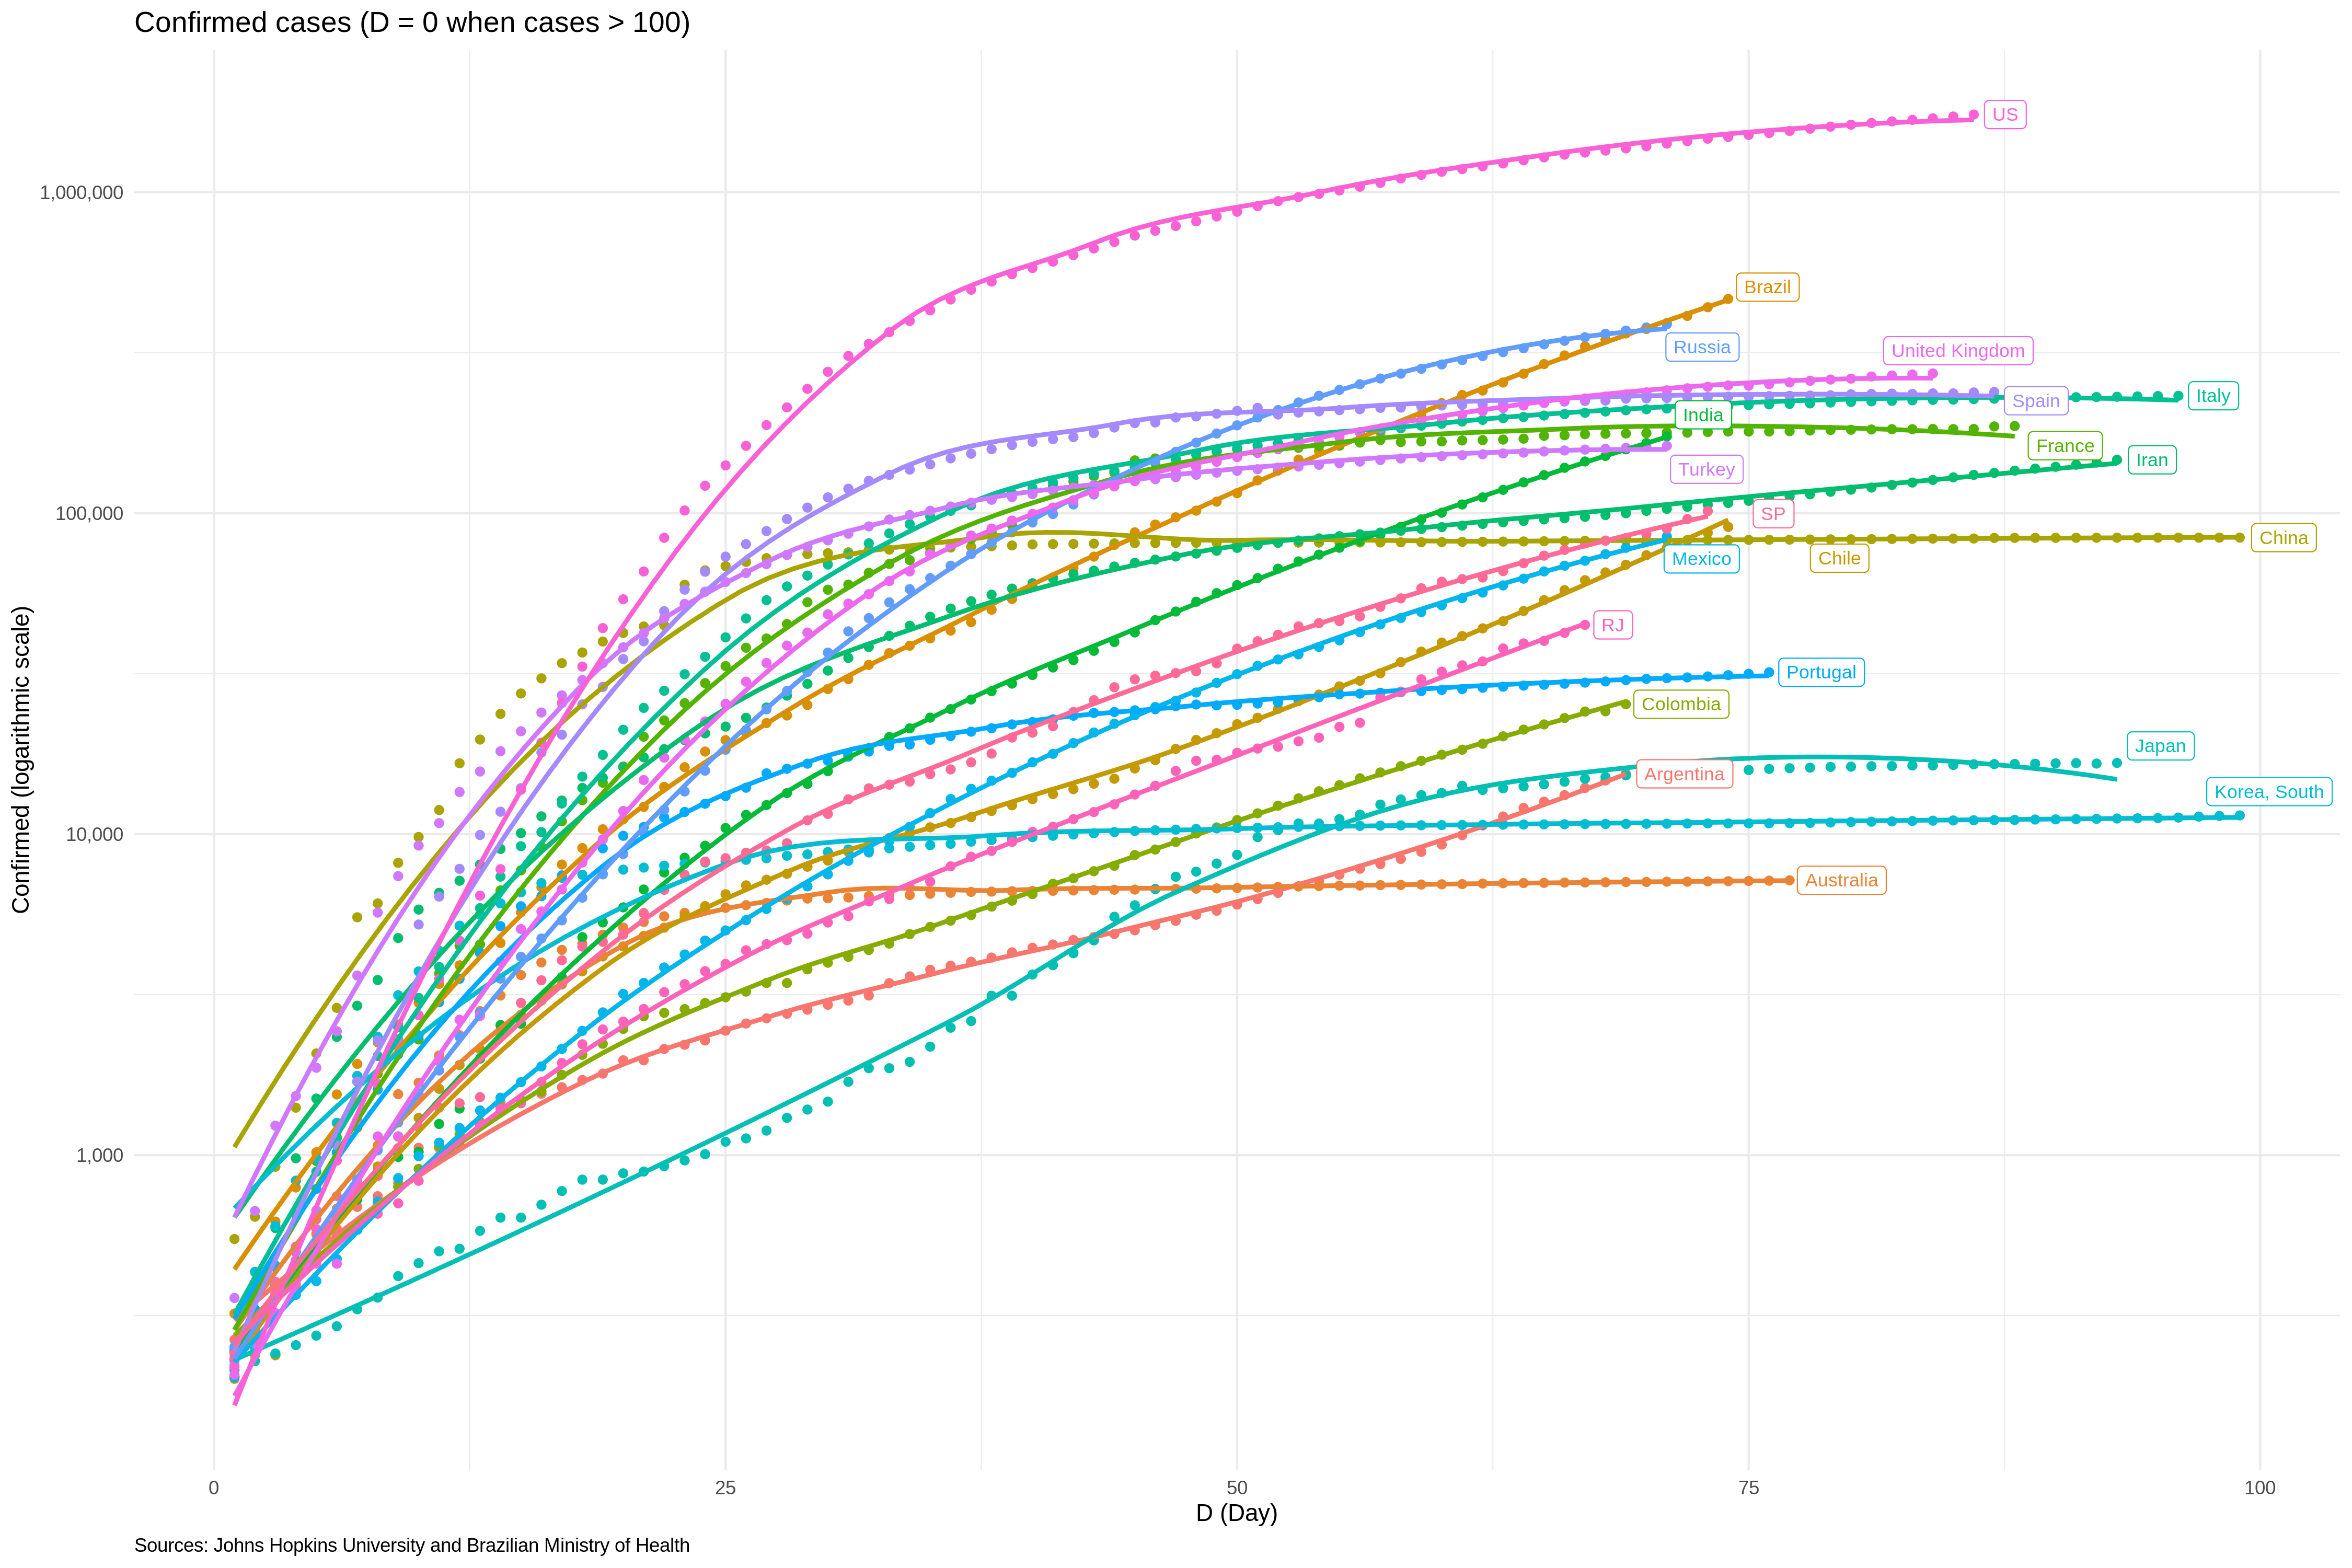 Confirmed cases (D = 0 when cases > 100)
US
1,000,000
Brazil
Russia
United Kingdom
Italy
Spain
India
France
Iran
Turkey
100,000
SP
China
Chile
Mexico
RJ
Portugal
Colombia
Japan
Argentina
Korea, South
10,000
Australia
1,000
Confirmed (logarithmic scale)
0
25
50
75
100
D (Day)
Sources: Johns Hopkins University and Brazilian Ministry of Health